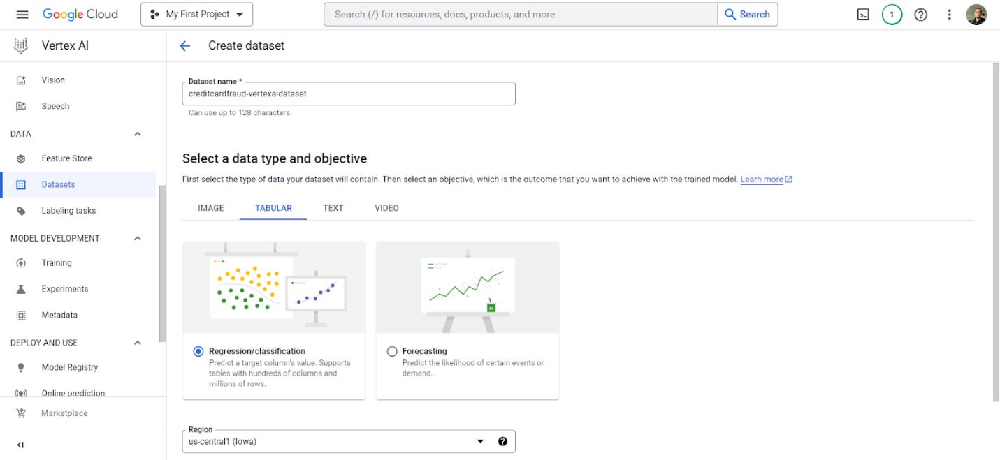 Google Cloud
My First Project
Search (/) for resources, docs, products, and more
Search
1
Vertex AI
Create dataset
Vision
Speech
DATA
Feature Store
Datasets
Labeling tasks
MODEL DEVELOPMENT
Training
Experiments
Metadata
DEPLOY AND USE
Model Registry
Online prediction
Marketplace
Dataset name *
creditcardfraud-vertexaidataset
Can use up to 128 characters.
Select a data type and objective
First select the type of data your dataset will contain. Then select an objective, which is the outcome that you want to achieve with the trained model. Learn more
IMAGE
TABULAR
TEXT
VIDEO
Regression/classification
Predict a target column's value. Supports
tables with hundreds of columns and
millions of rows.
AI
Forecasting
Predict the likelihood of certain events or
demand.
Region
us-central1 (Iowa)